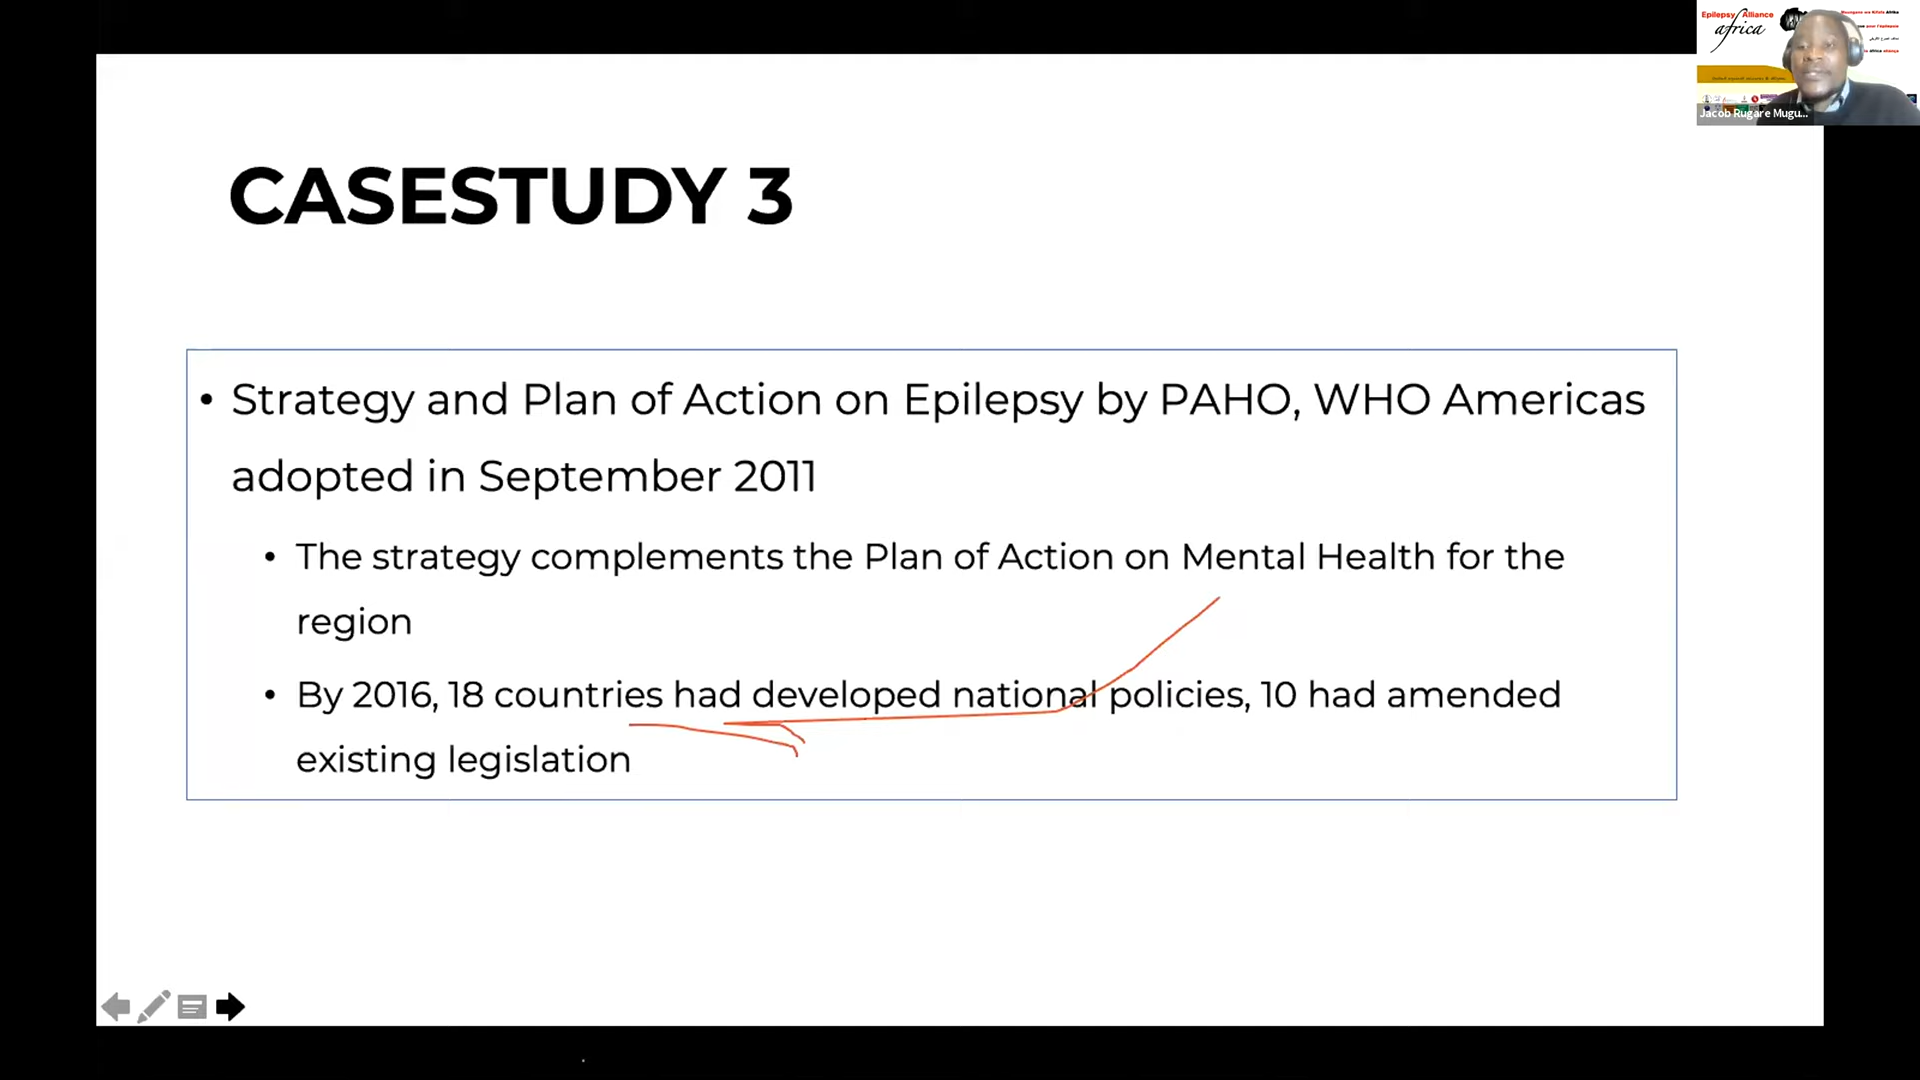 Epilepsy Alliance
africa
Jacob Rugare Mugu...
CASESTUDY 3
• Strategy and Plan of Action on Epilepsy by PAHO, WHO Americas
adopted in September 2011
• The strategy complements the Plan of Action on Mental Health for the
region
• By 2016, 18 countries had developed national policies, 10 had amended
existing legislation